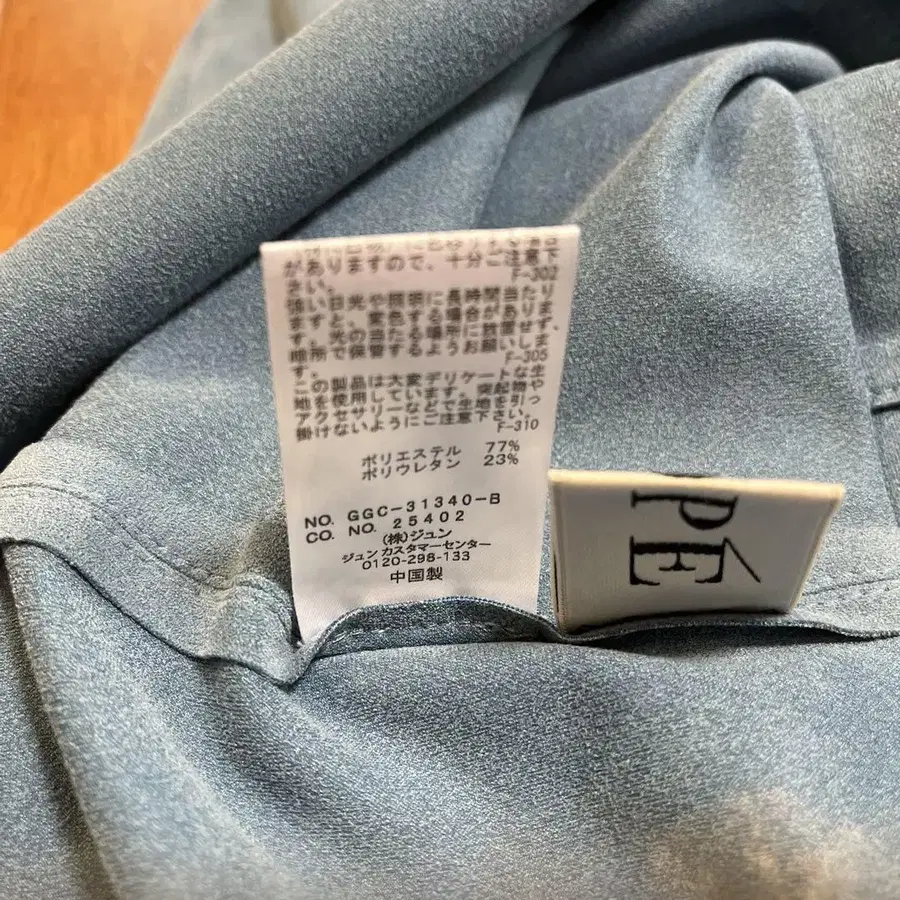 がありますので、十分ご注意下
さい。
F-302
強い日光や照明に長時間当たり
ますと、変色する場合がありま
す。光の当たる場所に放置せず、
暗所で保管するようお願いしま
す。
F-305
この製品は大変デリケートな生
地を使用しています。突起物や
アクセサリーなどで生地を引っ
掛けないようにご注意下さい。
F-310
ポリエステル 77%
ポリウレタン 23%
NO. GGC-31340-B
CO. NO. 25402
(株)ジュン
ジュン カスタマーセンター
0120-298-133
中国製
PÉ